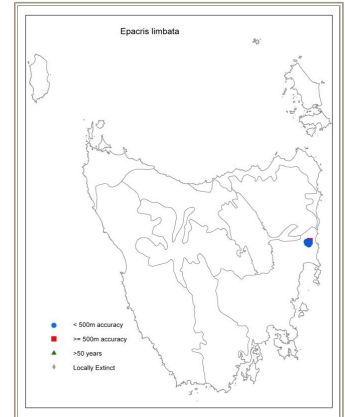 Epacris limbata
< 500m accuracy
>= 500m accuracy
>50 years
Locally Extinct